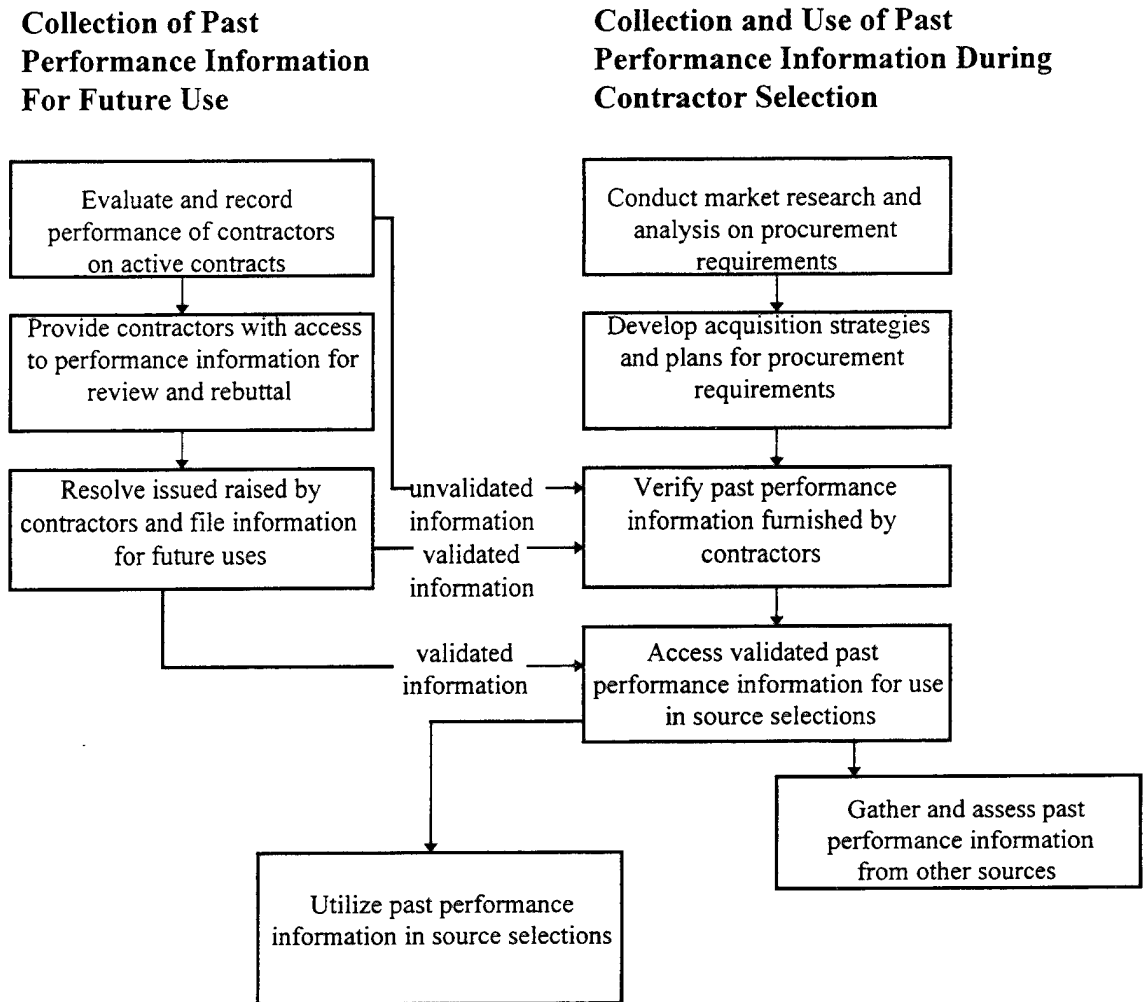 Collection of Past
Performance Information
For Future Use
Collection and Use of Past
Performance Information During
Contractor Selection
Evaluate and record
performance of contractors
on active contracts
Provide contractors with access
to performance information for
review and rebuttal
Resolve issued raised by
contractors and file information
for future uses
unvalidated
information
validated
information
validated
information
Conduct market research and
analysis on procurement
requirements
Develop acquisition strategies
and plans for procurement
requirements
Verify past performance
information furnished by
contractors
Access validated past
performance information for use
in source selections
Gather and assess past
performance information
from other sources
Utilize past performance
information in source selections